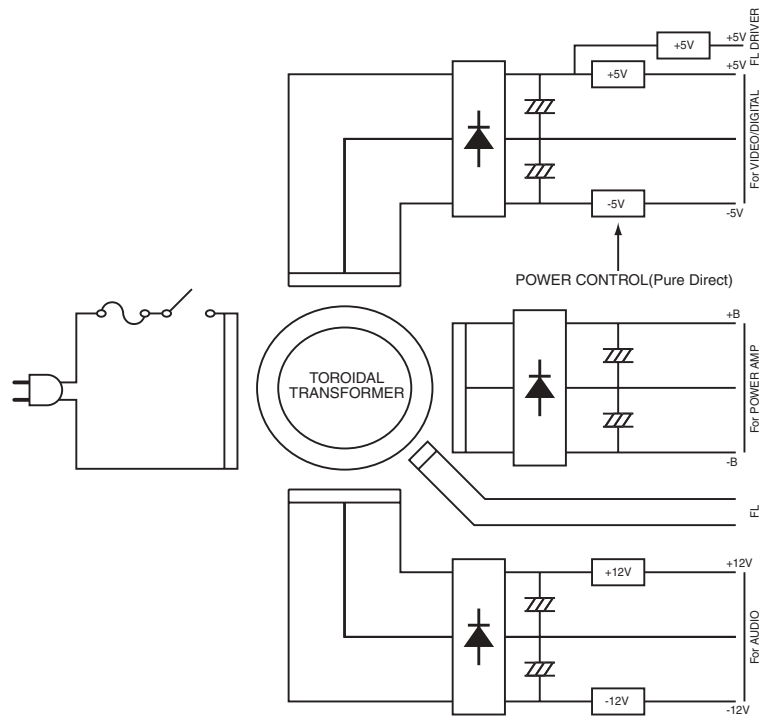 +5V
+5V
FL DRIVER
+5V
+5V
For VIDEO/DIGITAL
-5V
-5V
POWER CONTROL(Pure Direct)
TOROIDAL
TRANSFORMER
+B
For POWER AMP
-B
FL
+12V
+12V
For AUDIO
-12V
-12V